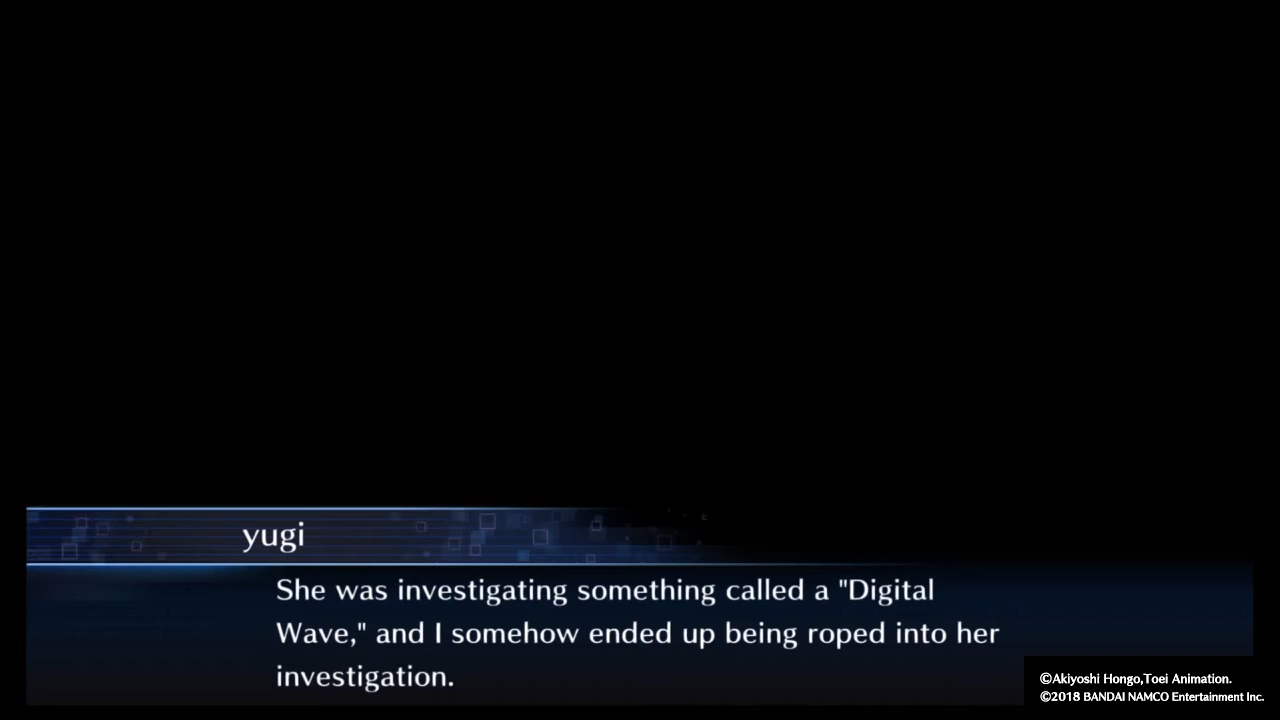 yugi
She was investigating something called a "Digital
Wave," and I somehow ended up being roped into her
investigation.
©Akiyoshi Hongo,Toei Animation.
©2018 BANDAI NAMCO Entertainment Inc.